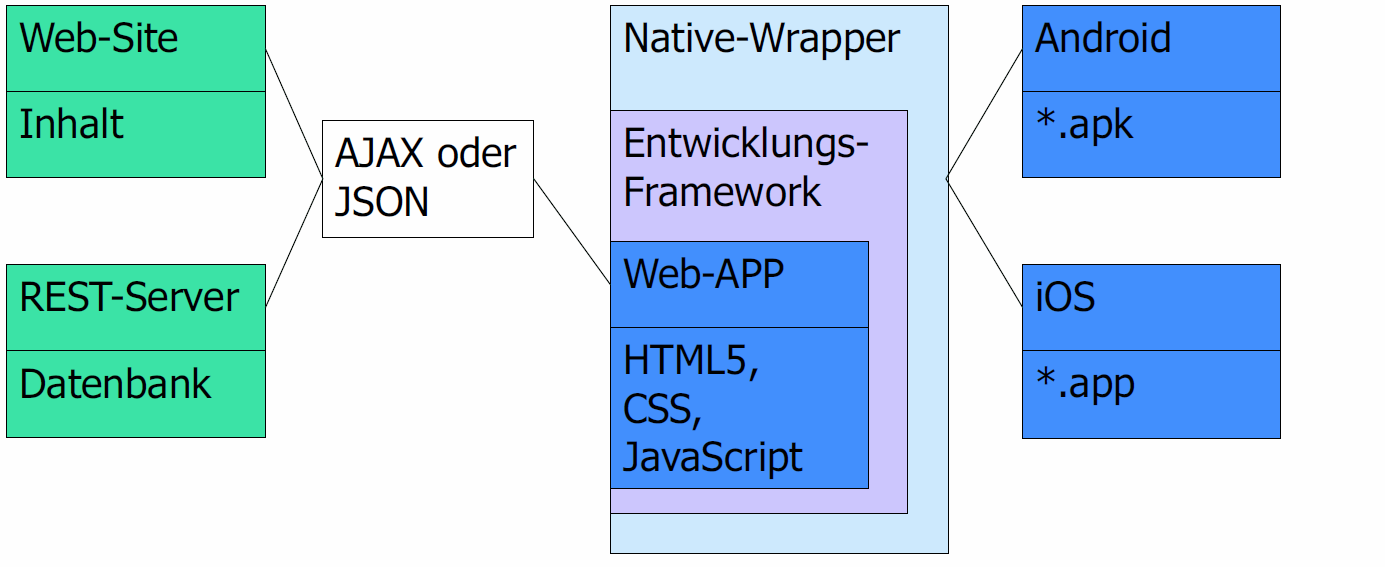 Web-Site
Inhalt
REST-Server
Datenbank
AJAX oder
JSON
Native-Wrapper
Entwicklungs-
Framework
Web-APP
HTML5,
CSS,
JavaScript
Android
*.apk
iOS
*.app